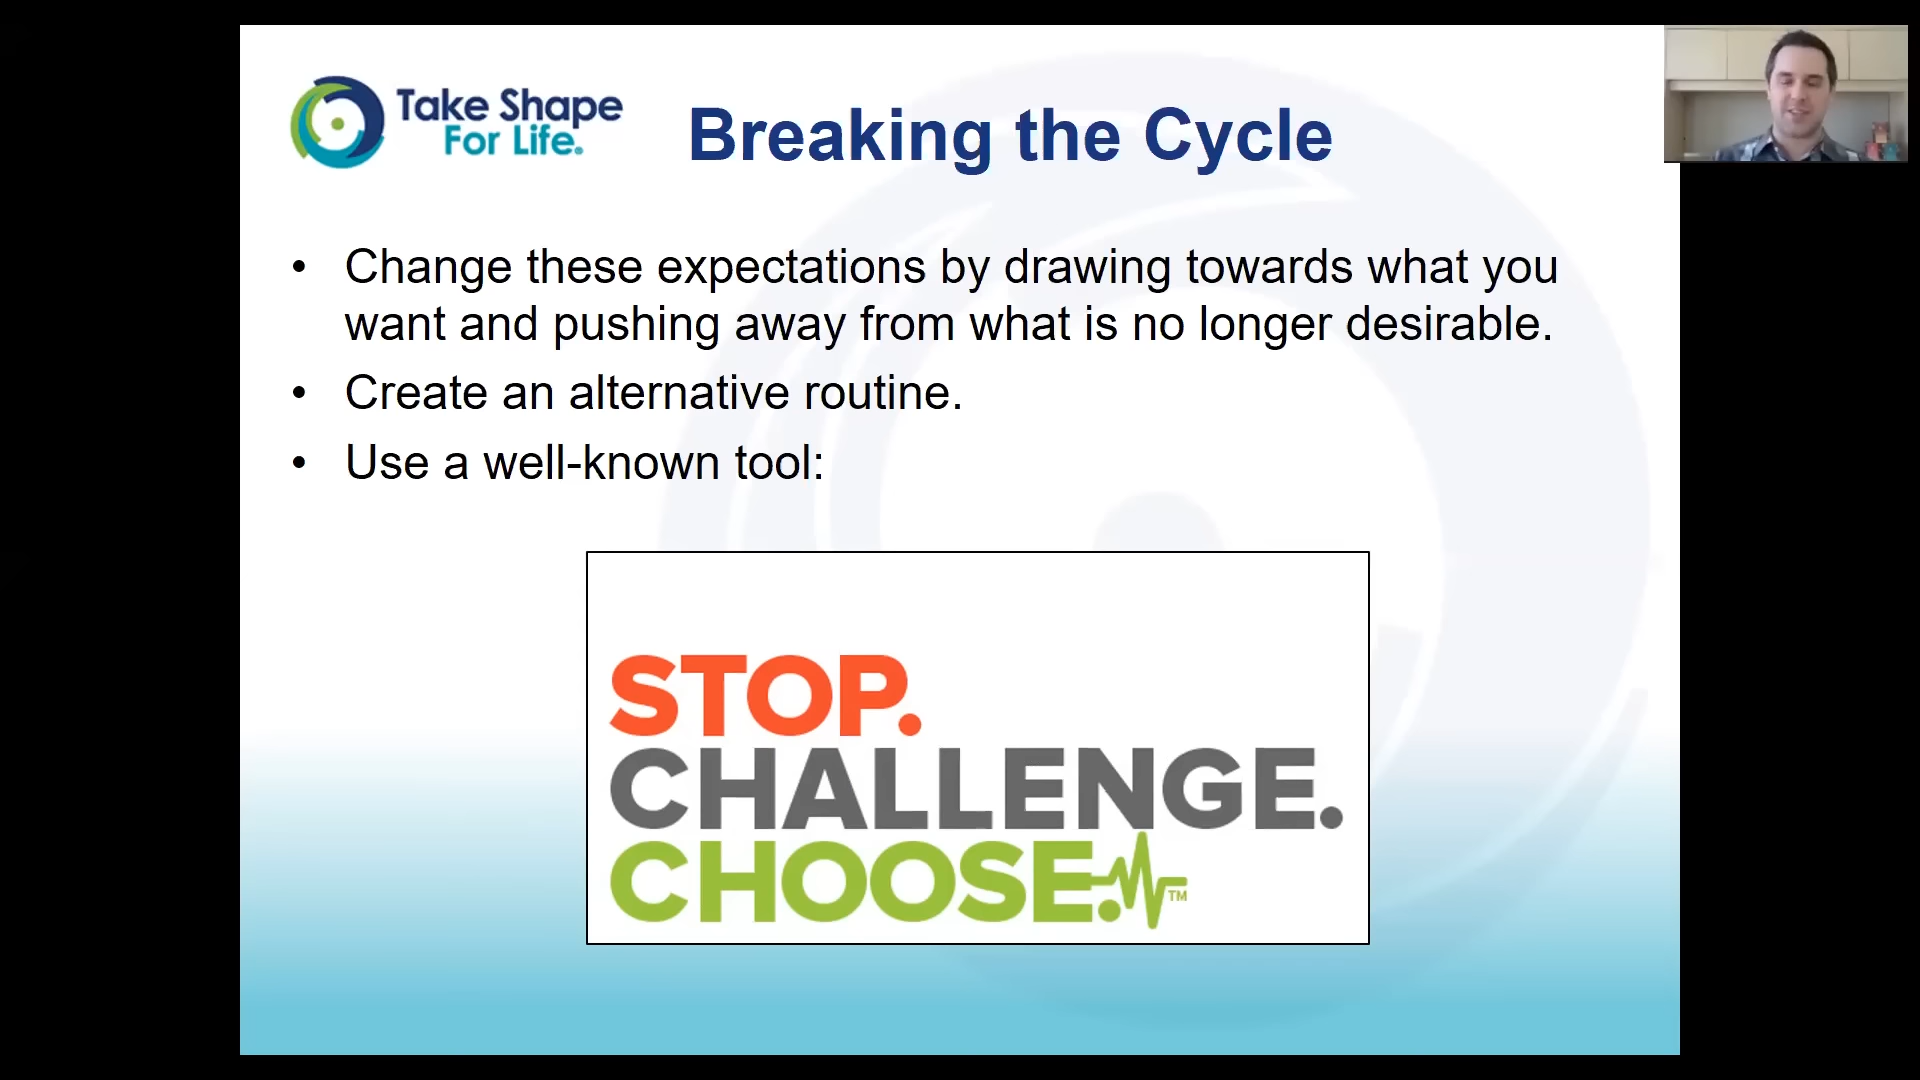 Take Shape
For Life®
Breaking the Cycle
• Change these expectations by drawing towards what you
want and pushing away from what is no longer desirable.
• Create an alternative routine.
• Use a well-known tool:
STOP.
CHALLENGE.
CHOOSE.™